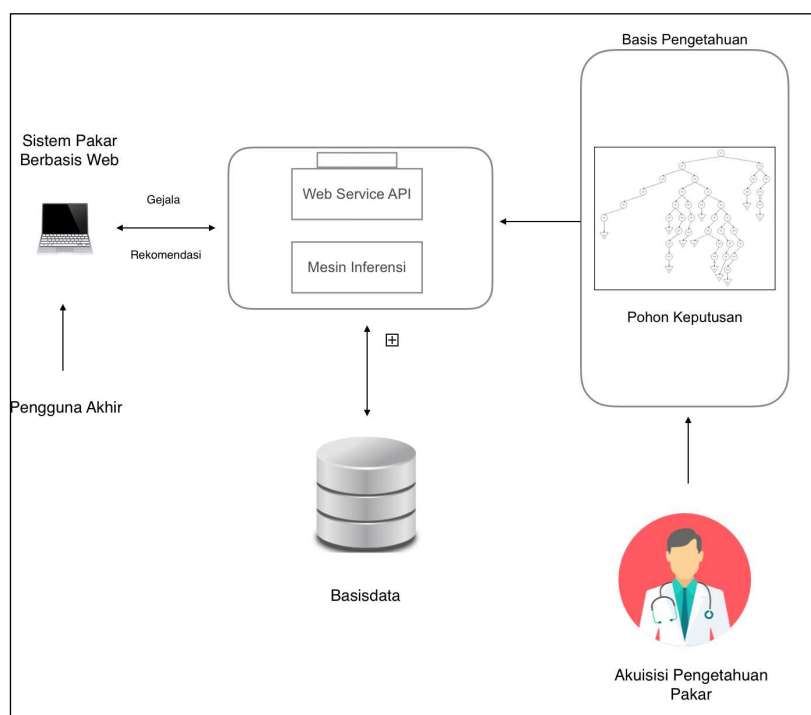 Basis Pengetahuan
Sistem Pakar
Berbasis Web
Gejala
Rekomendasi
Web Service API
Mesin Inferensi
Pohon Keputusan
Pengguna Akhir
Basisdata
Akuisisi Pengetahuan
Pakar